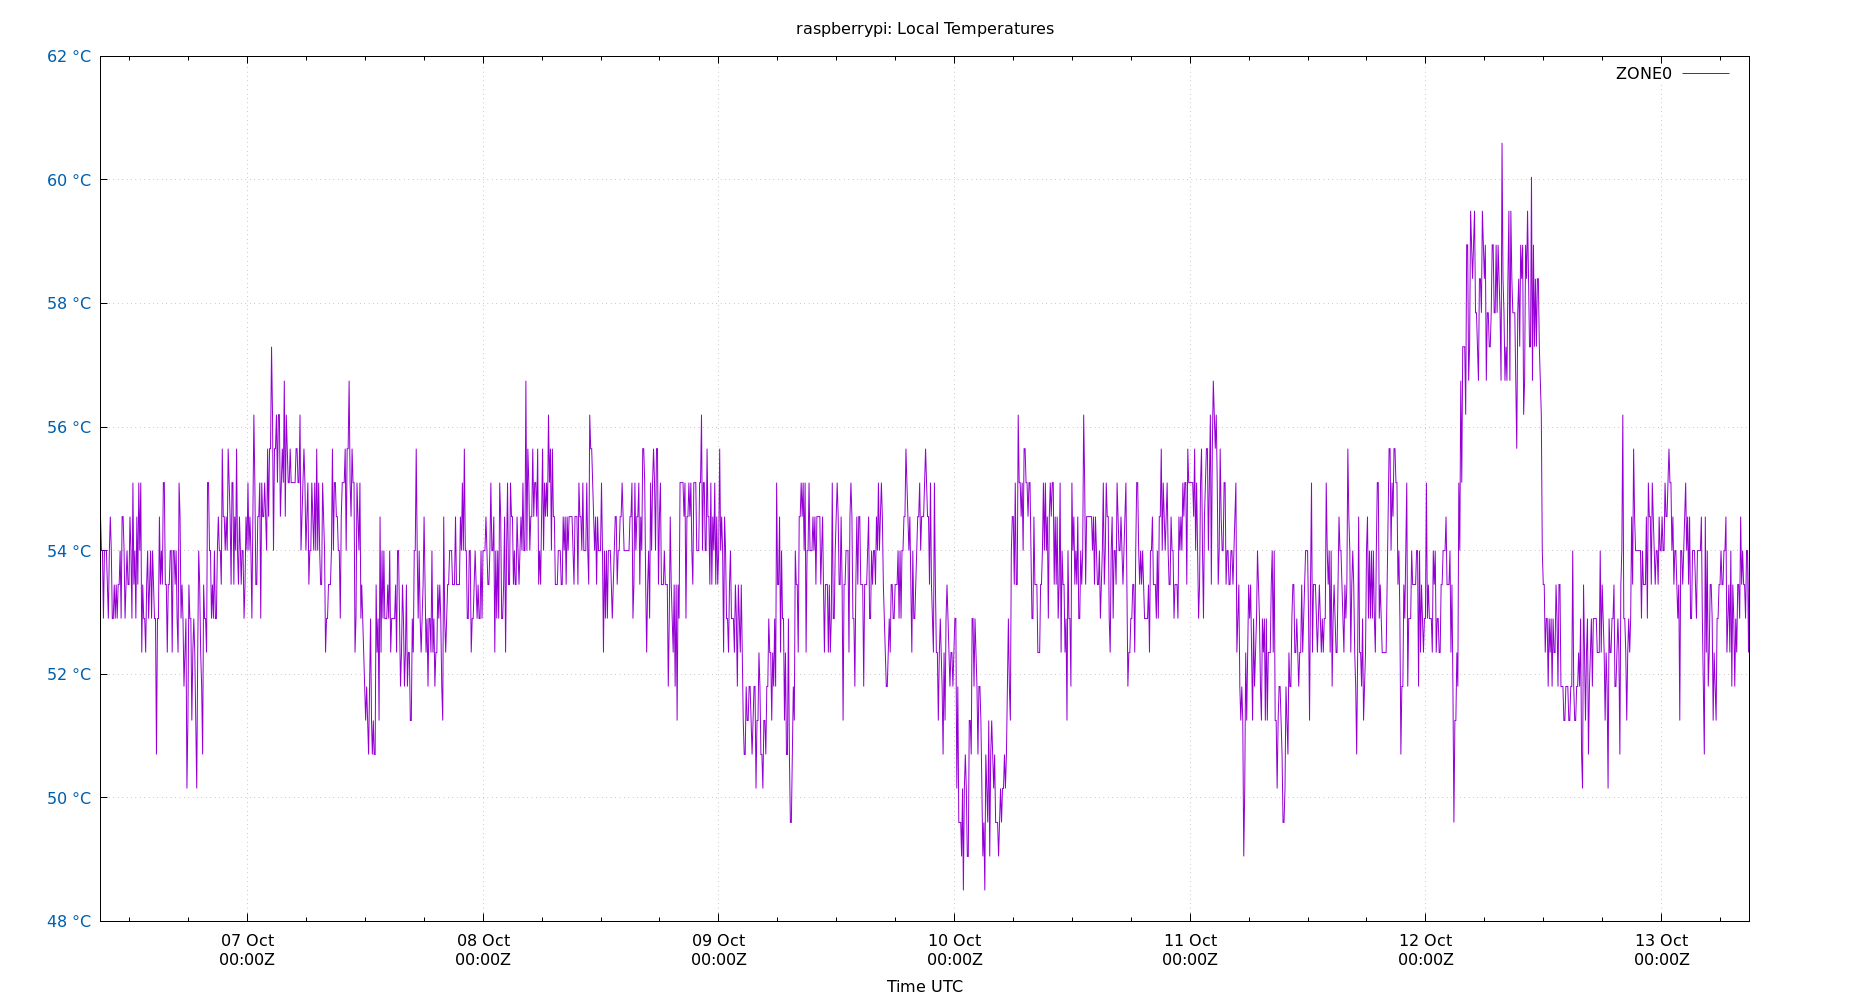 raspberrypi: Local Temperatures
ZONE0
62 °C
60 °C
58 °C
56 °C
54 °C
52 °C
50 °C
48 °C
07 Oct 08 Oct 09 Oct 10 Oct 11 Oct 12 Oct 13 Oct
00:00Z 00:00Z 00:00Z 00:00Z 00:00Z 00:00Z 00:00Z
Time UTC